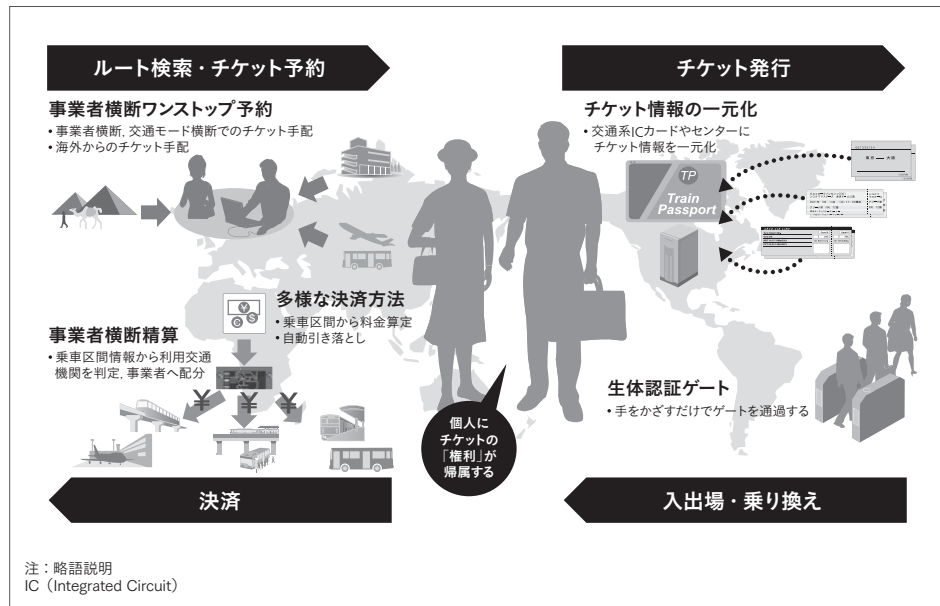 ルート検索・チケット予約
事業者横断ワンストップ予約
• 事業者横断, 交通モード横断でのチケット手配
• 海外からのチケット手配
チケット発行
チケット情報の一元化
• 交通系ICカードやセンターに
チケット情報を一元化
TP
Train
Passport
東京 大阪
多様な決済方法
• 乗車区間から料金算定
• 自動引き落とし
¥
€
$
事業者横断精算
• 乗車区間情報から利用交通
機関を判定, 事業者へ配分
¥
¥
¥
生体認証ゲート
• 手をかざすだけでゲートを通過する
個人に
チケットの
「権利」が
帰属する
決済
入出場・乗り換え
注：略語説明
IC（Integrated Circuit）